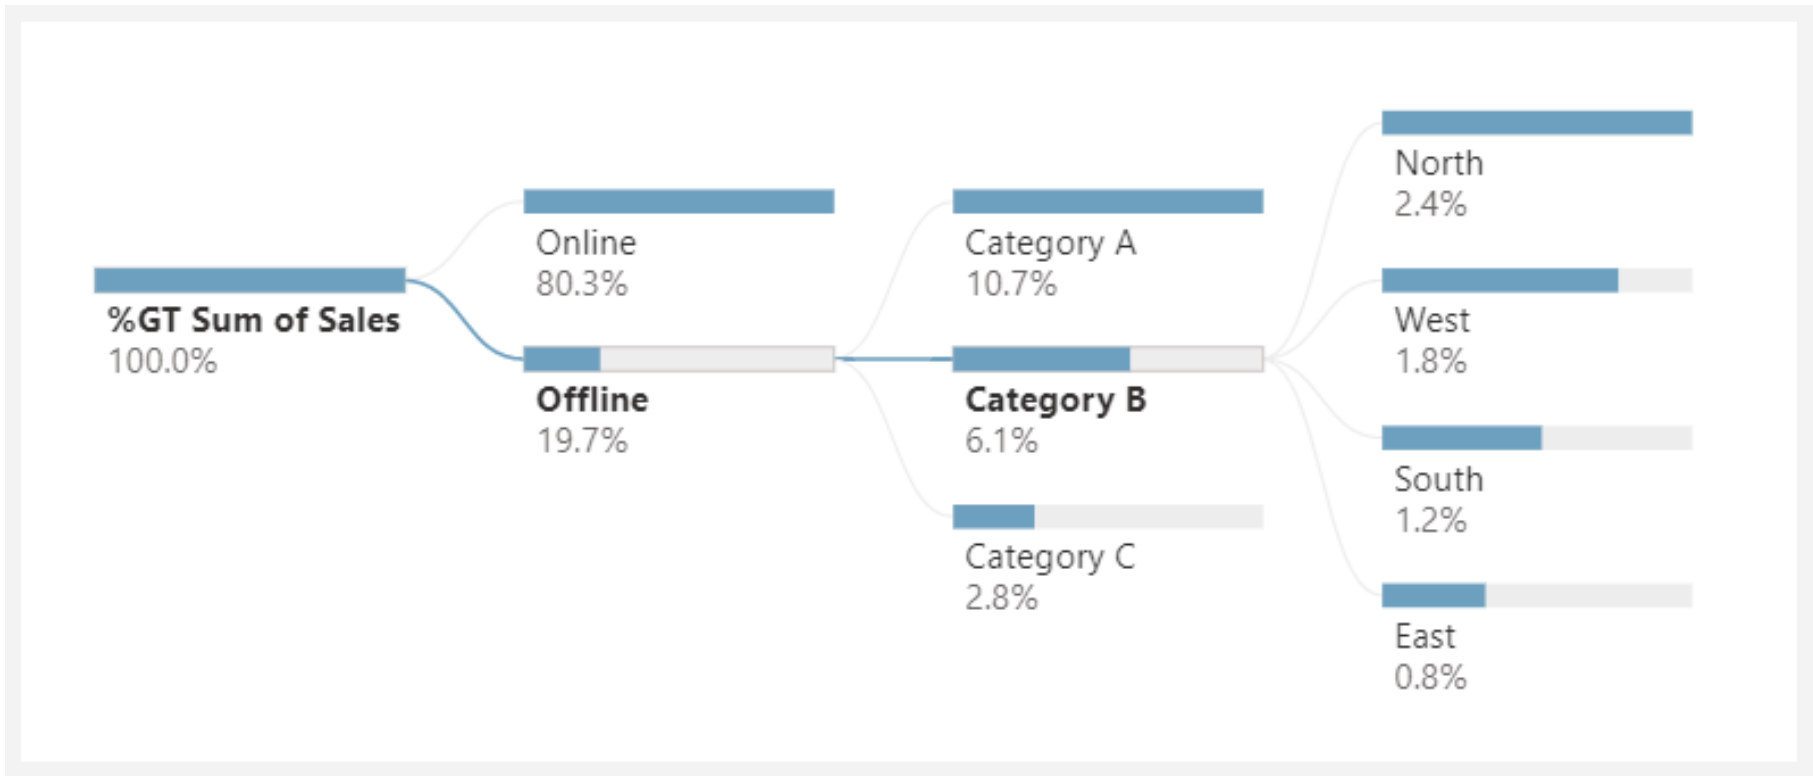 %GT Sum of Sales
100.0%
Online
80.3%
Offline
19.7%
Category A
10.7%
Category B
6.1%
Category C
2.8%
North
2.4%
West
1.8%
South
1.2%
East
0.8%